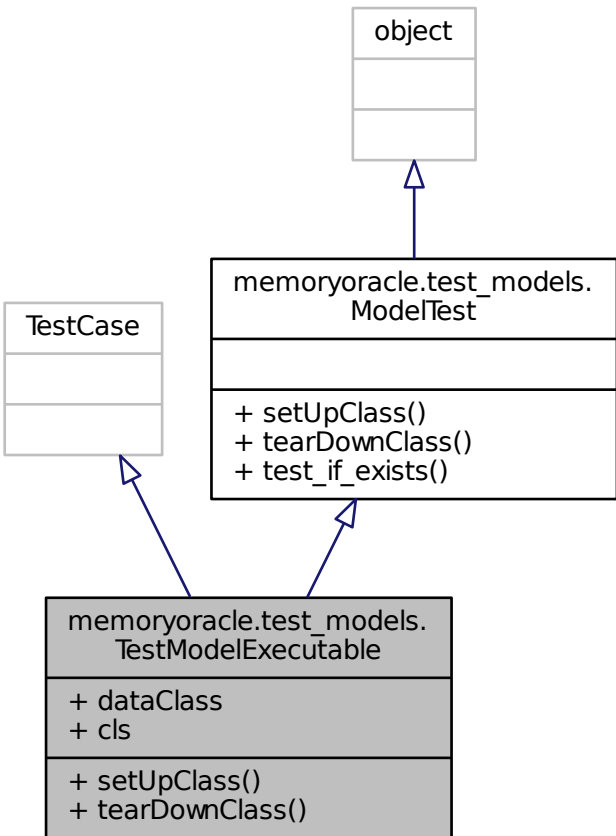 object
memoryoracle.test_models.
ModelTest
+ setUpClass()
+ tearDownClass()
+ test_if_exists()
TestCase
memoryoracle.test_models.
TestModelExecutable
+ dataClass
+ cls
+ setUpClass()
+ tearDownClass()